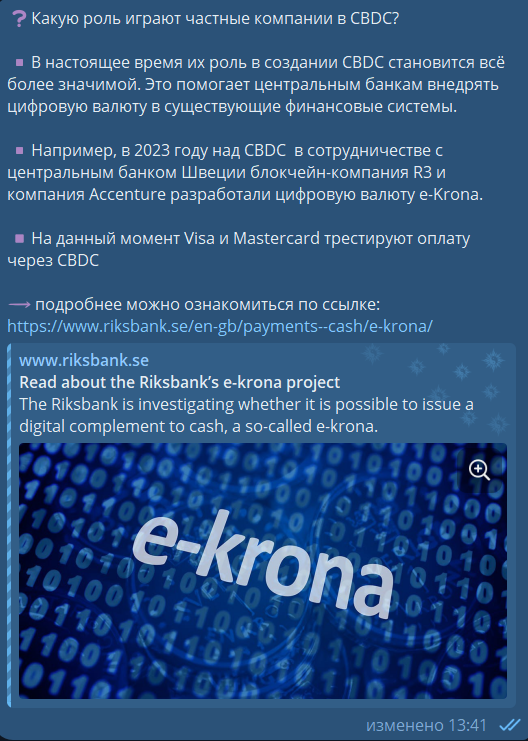 ❓Какую роль играют частные компании в CBDC?
▪ В настоящее время их роль в создании CBDC становится всё
более значимой. Это помогает центральным банкам внедрять
цифровую валюту в существующие финансовые системы.
▪ Например, в 2023 году над CBDC  в сотрудничестве с
центральным банком Швеции блокчейн-компания R3 и
компания Accenture разработали цифровую валюту e-Krona.
▪ На данный момент Visa и Mastercard трестируют оплату
через CBDC
⟶ подробнее можно ознакомиться по ссылке:
https://www.riksbank.se/en-gb/payments--cash/e-krona/
www.riksbank.se
Read about the Riksbank’s e-krona project
The Riksbank is investigating whether it is possible to issue a
digital complement to cash, a so-called e-krona.
e-krona
изменено 13:41